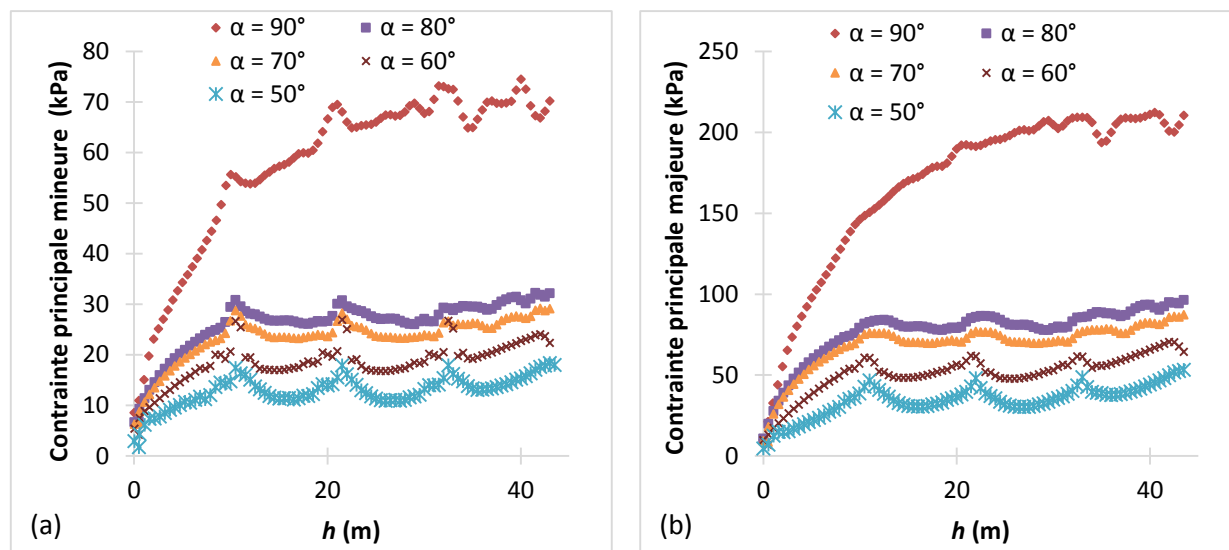 α = 90°
α = 80°
α = 70°
α = 60°
α = 50°
Contrainte principale mineure (kPa)
80
70
60
50
40
30
20
10
0
0
20
40
h (m)
(a)
α = 90°
α = 80°
α = 70°
α = 60°
α = 50°
Contrainte principale majeure (kPa)
250
200
150
100
50
0
0
20
40
h (m)
(b)